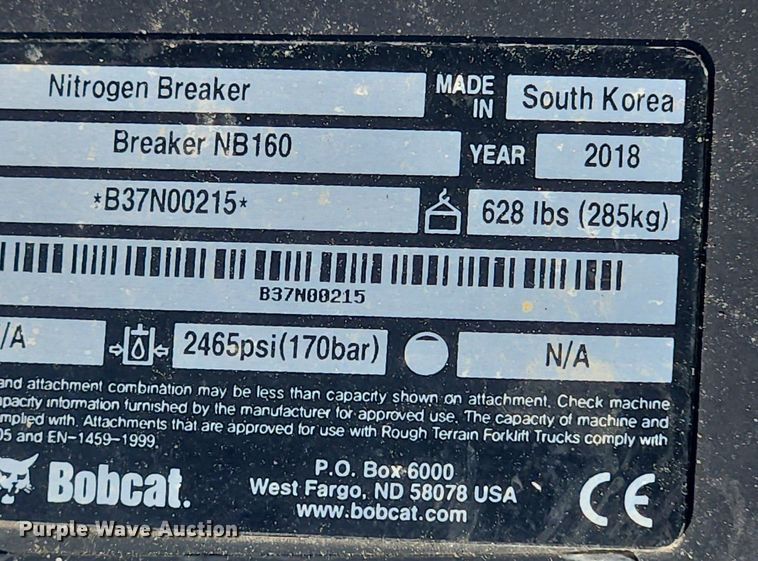 Nitrogen Breaker MADE IN South Korea
Breaker NB160 YEAR 2018
*B37N00215* 628 lbs (285kg)
B37N00215
/A 2465psi(170bar) N/A
and attachment combination may be less than capacity shown on attachment. Check machine
apacity information furnished by the manufacturer for approved use. The capacity of machine and
omplied with. Attachments that are approved for use with Rough Terrain Forklift Trucks comply with
05 and EN-1459-1999.
Bobcat.
P.O. Box 6000
West Fargo, ND 58078 USA
www.bobcat.com
CE
Purple Wave Auction